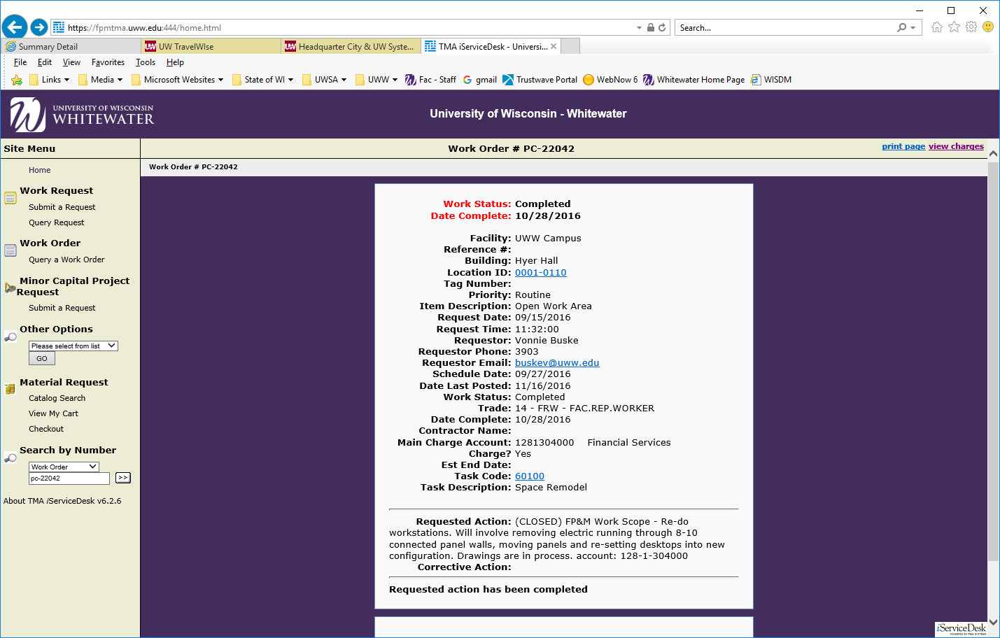 https://fpmtma.uww.edu:444/home.html
Search...
Summary Detail
UW TravelWIse
Headquarter City & UW Syste...
TMA iServiceDesk - Universi...
File Edit View Favorites Tools Help
Links Media Microsoft Websites State of WI UWSA UWW Fac - Staff gmail Trustwave Portal WebNow 6 Whitewater Home Page WISDM
UNIVERSITY OF WISCONSIN
WHITEWATER
University of Wisconsin - Whitewater
Site Menu
Work Order # PC-22042
print page view charges
Work Order # PC-22042
Home
Work Request
Submit a Request
Query Request
Work Order
Query a Work Order
Minor Capital Project
Request
Submit a Request
Other Options
Please select from list
GO
Material Request
Catalog Search
View My Cart
Checkout
Search by Number
Work Order
pc-22042
>>
About TMA iServiceDesk v6.2.6
Work Status: Completed
Date Complete: 10/28/2016
Facility: UWW Campus
Reference #:
Building: Hyer Hall
Location ID: 0001-0110
Tag Number:
Priority: Routine
Item Description: Open Work Area
Request Date: 09/15/2016
Request Time: 11:32:00
Requestor: Vonnie Buske
Requestor Phone: 3903
Requestor Email: buskev@uww.edu
Schedule Date: 09/27/2016
Date Last Posted: 11/16/2016
Work Status: Completed
Trade: 14 - FRW - FAC.REP.WORKER
Date Complete: 10/28/2016
Contractor Name:
Main Charge Account: 1281304000 Financial Services
Charge? Yes
Est End Date:
Task Code: 60100
Task Description: Space Remodel
Requested Action: (CLOSED) FP&M Work Scope - Re-do
workstations. Will involve removing electric running through 8-10
connected panel walls, moving panels and re-setting desktops into new
configuration. Drawings are in process. account: 128-1-304000
Corrective Action:
Requested action has been completed
iServiceDesk
POWERED BY TMA SYSTEMS